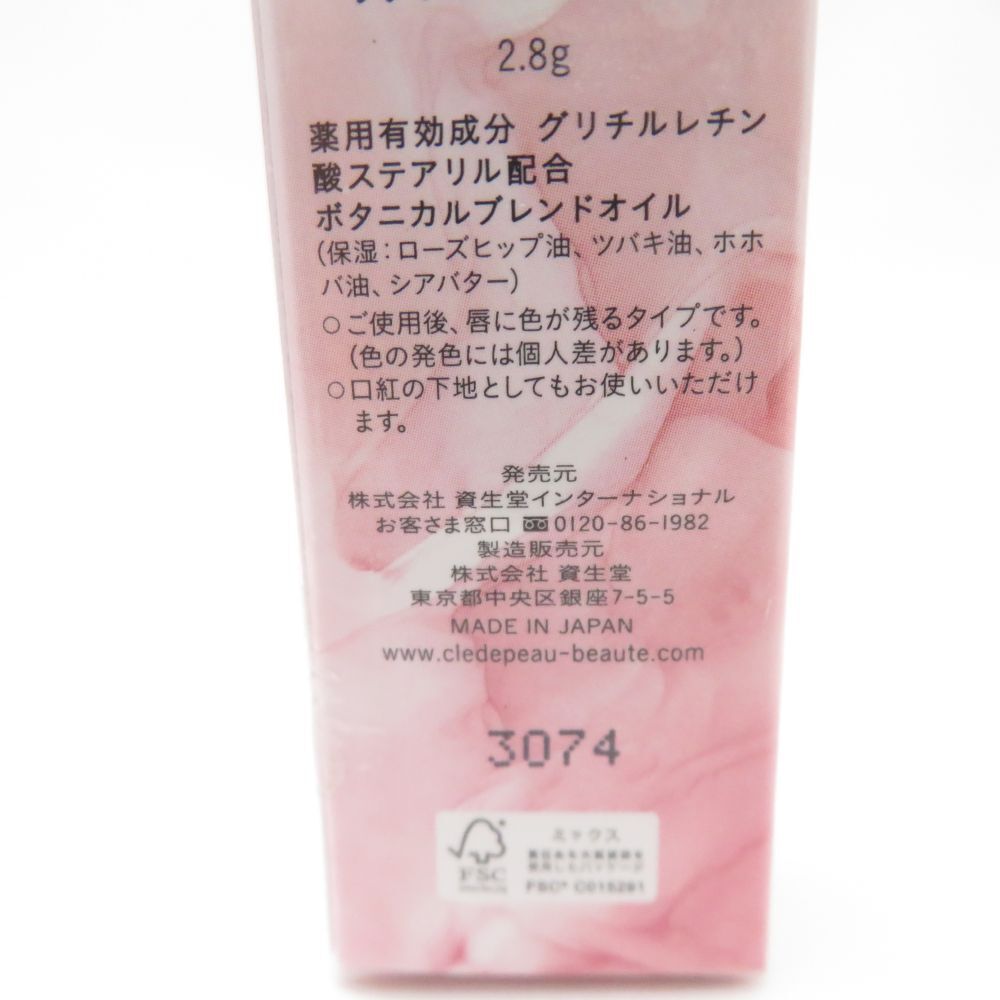 2.8g
薬用有効成分 グリチルレチン
酸ステアリル配合
ボタニカルブレンドオイル
(保湿:ローズヒップ油、ツバキ油、ホホ
バ油、シアバター)
○ご使用後、唇に色が残るタイプです。
(色の発色には個人差があります。)
○口紅の下地としてもお使いいただけ
ます。
発売元
株式会社 資生堂インターナショナル
お客さま窓口 0120-86-1982
製造販売元
株式会社 資生堂
東京都中央区銀座7-5-5
MADE IN JAPAN
www.cledepeau-beaute.com
3074
ミックス
FSC
FSC® C015291